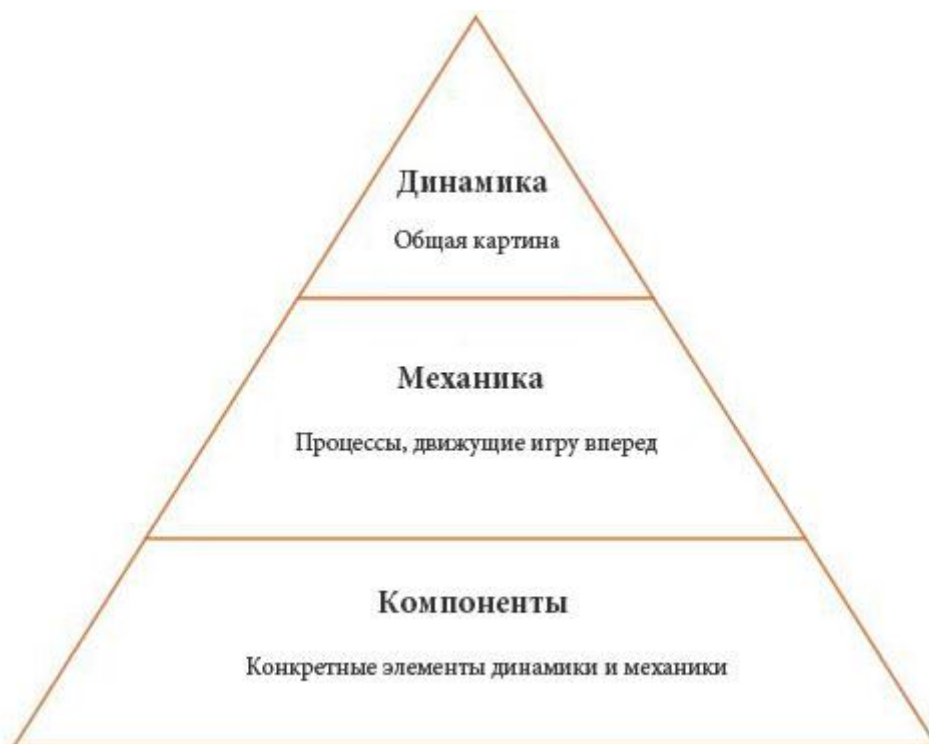 Динамика
Общая картина
Механика
Процессы, движущие игру вперед
Компоненты
Конкретные элементы динамики и механики